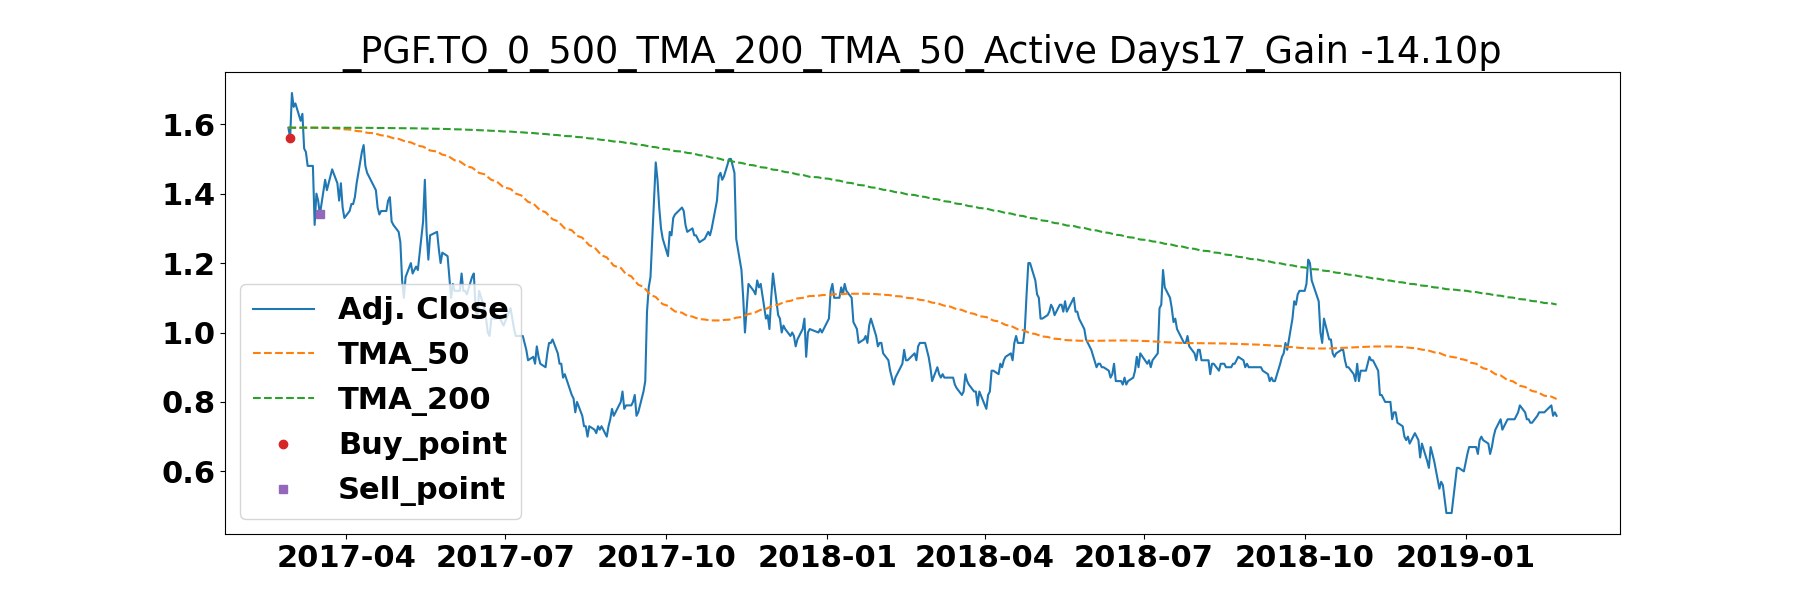 _PGF.TO_0_500_TMA_200_TMA_50_Active Days17_Gain -14.10p
1.6
1.4
1.2
1.0
0.8
0.6
Adj. Close
TMA_50
TMA_200
Buy_point
Sell_point
2017-04 2017-07 2017-10 2018-01 2018-04 2018-07 2018-10 2019-01